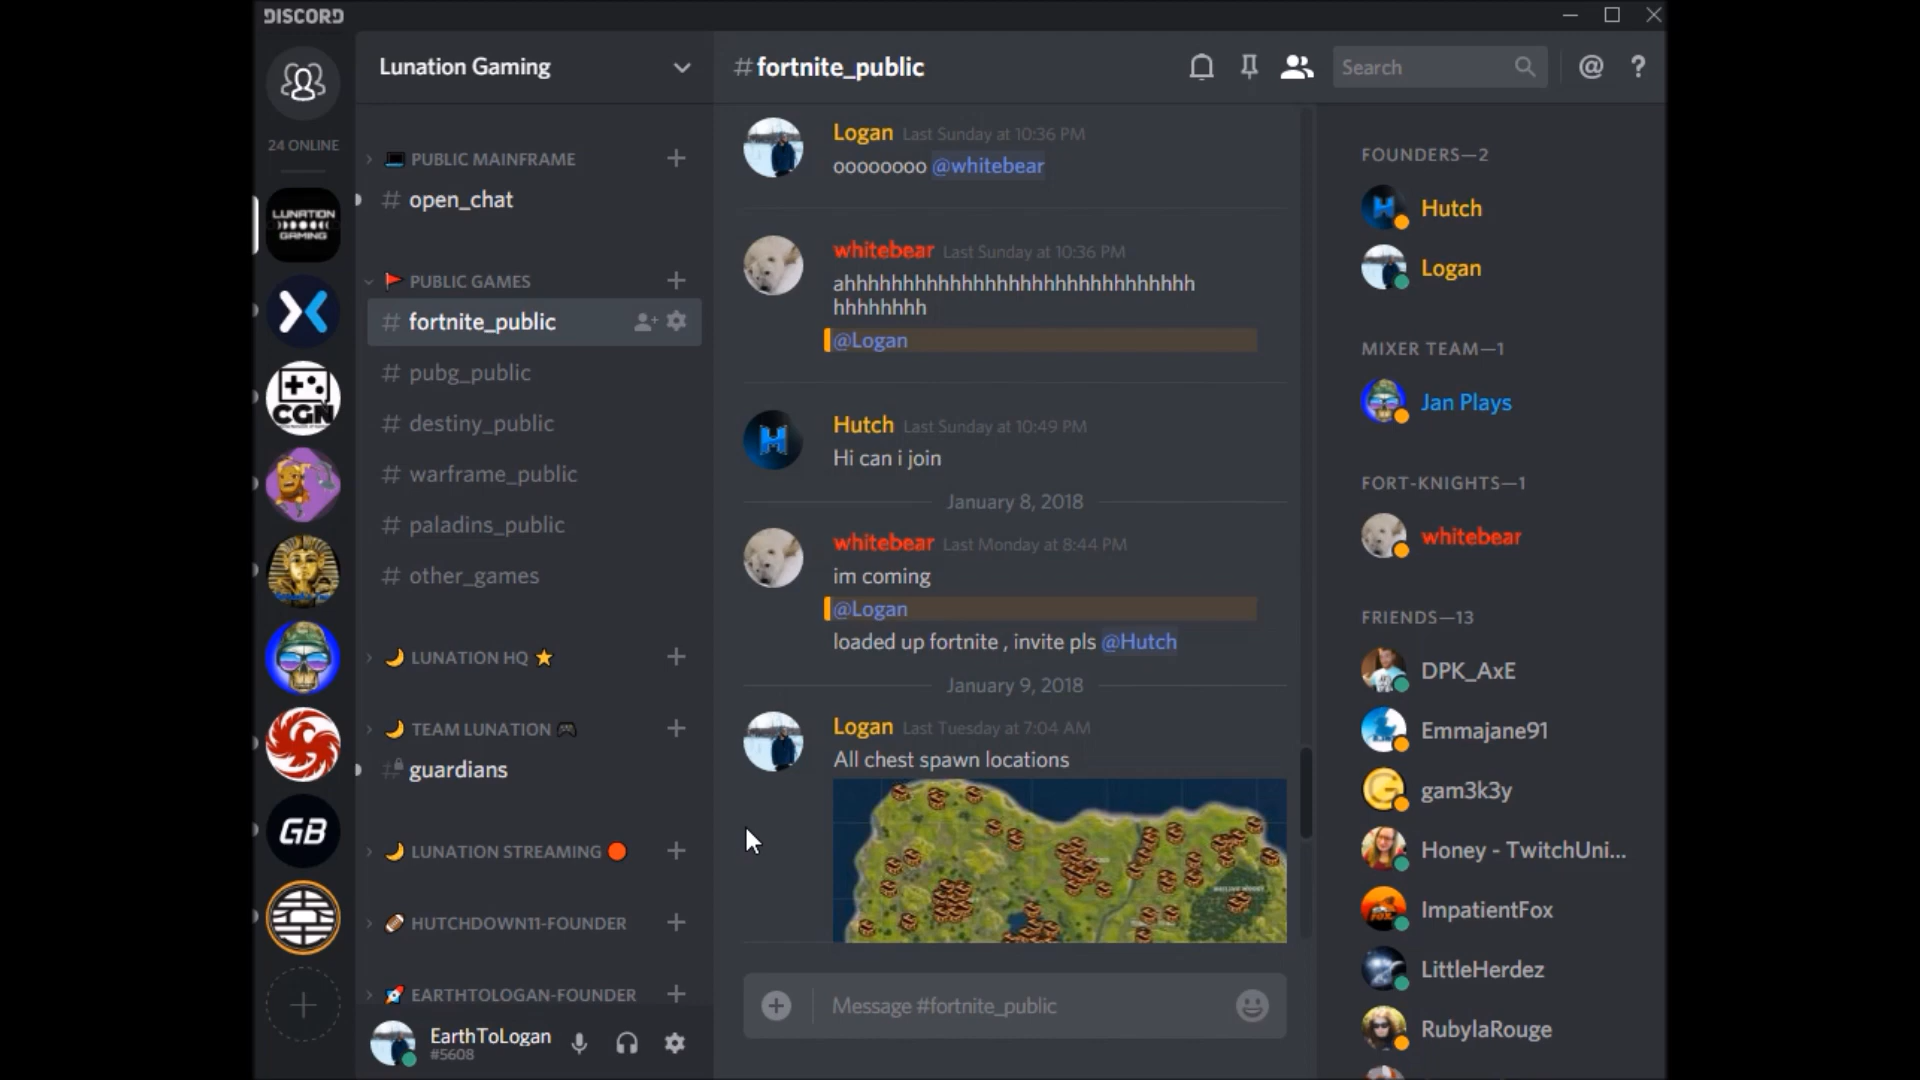 DISCORD
24 ONLINE
LUNATION
GAMING
CGN
GB
Lunation Gaming
PUBLIC MAINFRAME
# open_chat
PUBLIC GAMES
# fortnite_public
# pubg_public
# destiny_public
# warframe_public
# paladins_public
# other_games
LUNATION HQ
TEAM LUNATION
# guardians
LUNATION STREAMING
HUTCHDOWN11-FOUNDER
EARTHTOLOGAN-FOUNDER
EarthToLogan
#5608
#fortnite_public
Search
@ ?
Logan Last Sunday at 10:36 PM
oooooooo @whitebear
whitebear Last Sunday at 10:36 PM
ahhhhhhhhhhhhhhhhhhhhhhhhhhhhhh
hhhhhhhh
@Logan
Hutch Last Sunday at 10:49 PM
Hi can i join
January 8, 2018
whitebear Last Monday at 8:44 PM
im coming
@Logan
loaded up fortnite , invite pls @Hutch
January 9, 2018
Logan Last Tuesday at 7:04 AM
All chest spawn locations
Message #fortnite_public
FOUNDERS—2
Hutch
Logan
MIXER TEAM—1
Jan Plays
FORT-KNIGHTS—1
whitebear
FRIENDS—13
DPK_AxE
Emmajane91
gam3k3y
Honey - TwitchUni...
ImpatientFox
LittleHerdez
RubylaRouge